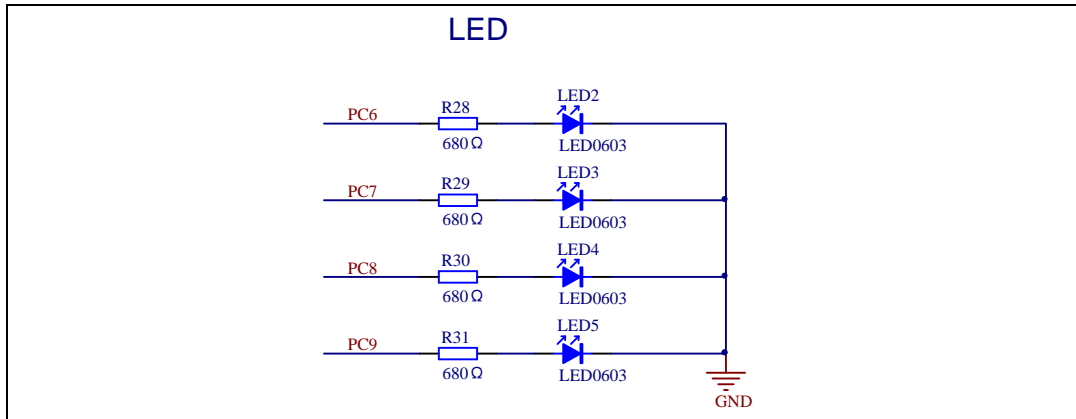 LED
LED2
PC6
R28
680Ω
LED0603
LED3
PC7
R29
680Ω
LED0603
LED4
PC8
R30
680Ω
LED0603
LED5
PC9
R31
680Ω
LED0603
GND